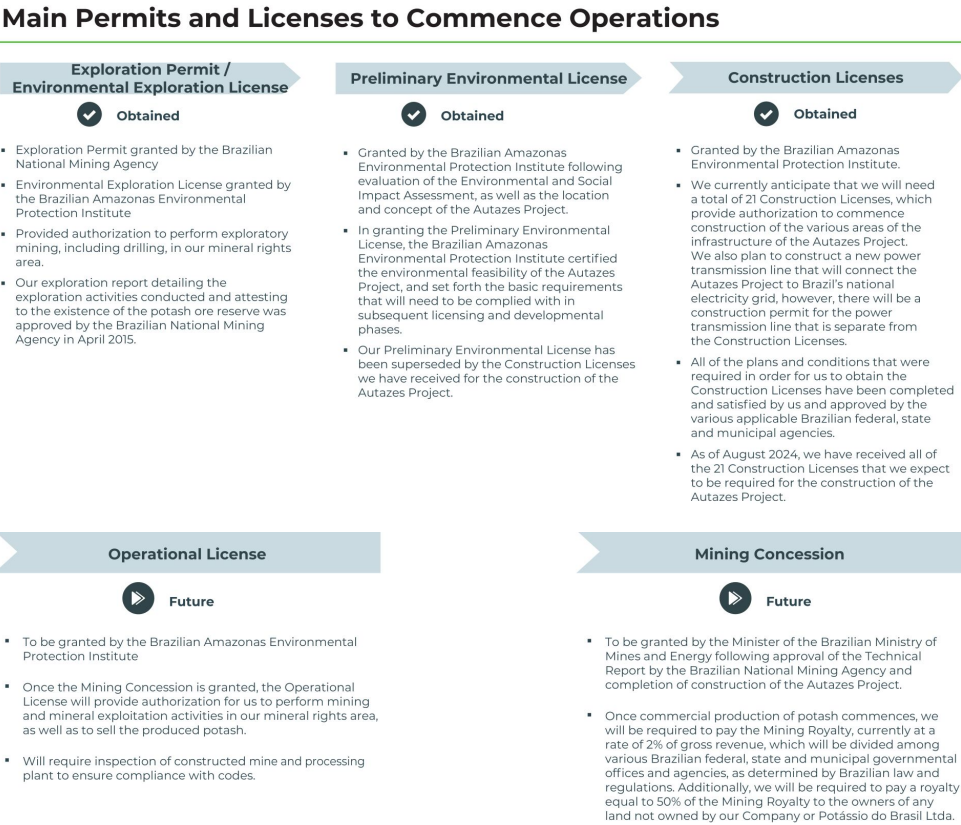 Main Permits and Licenses to Commence Operations
Exploration Permit /
Environmental Exploration License
Obtained
▪ Exploration Permit granted by the Brazilian
National Mining Agency
▪ Environmental Exploration License granted by
the Brazilian Amazonas Environmental
Protection Institute
▪ Provided authorization to perform exploratory
mining, including drilling, in our mineral rights
area.
▪ Our exploration report detailing the
exploration activities conducted and attesting
to the existence of the potash ore reserve was
approved by the Brazilian National Mining
Agency in April 2015.
Preliminary Environmental License
Obtained
▪ Granted by the Brazilian Amazonas
Environmental Protection Institute following
evaluation of the Environmental and Social
Impact Assessment, as well as the location
and concept of the Autazes Project.
▪ In granting the Preliminary Environmental
License, the Brazilian Amazonas
Environmental Protection Institute certified
the environmental feasibility of the Autazes
Project, and set forth the basic requirements
that will need to be complied with in
subsequent licensing and developmental
phases.
▪ Our Preliminary Environmental License has
been superseded by the Construction Licenses
we have received for the construction of the
Autazes Project.
Construction Licenses
Obtained
▪ Granted by the Brazilian Amazonas
Environmental Protection Institute.
▪ We currently anticipate that we will need
a total of 21 Construction Licenses, which
provide authorization to commence
construction of the various areas of the
infrastructure of the Autazes Project.
We also plan to construct a new power
transmission line that will connect the
Autazes Project to Brazil's national
electricity grid, however, there will be a
construction permit for the power
transmission line that is separate from
the Construction Licenses.
▪ All of the plans and conditions that were
required in order for us to obtain the
Construction Licenses have been completed
and satisfied by us and approved by the
various applicable Brazilian federal, state
and municipal agencies.
▪ As of August 2024, we have received all of
the 21 Construction Licenses that we expect
to be required for the construction of the
Autazes Project.
Operational License
Future
▪ To be granted by the Brazilian Amazonas Environmental
Protection Institute
▪ Once the Mining Concession is granted, the Operational
License will provide authorization for us to perform mining
and mineral exploitation activities in our mineral rights area,
as well as to sell the produced potash.
▪ Will require inspection of constructed mine and processing
plant to ensure compliance with codes.
Mining Concession
Future
▪ To be granted by the Minister of the Brazilian Ministry of
Mines and Energy following approval of the Technical
Report by the Brazilian National Mining Agency and
completion of construction of the Autazes Project.
▪ Once commercial production of potash commences, we
will be required to pay the Mining Royalty, currently at a
rate of 2% of gross revenue, which will be divided among
various Brazilian federal, state and municipal governmental
offices and agencies, as determined by Brazilian law and
regulations. Additionally, we will be required to pay a royalty
equal to 50% of the Mining Royalty to the owners of any
land not owned by our Company or Potássio do Brasil Ltda.